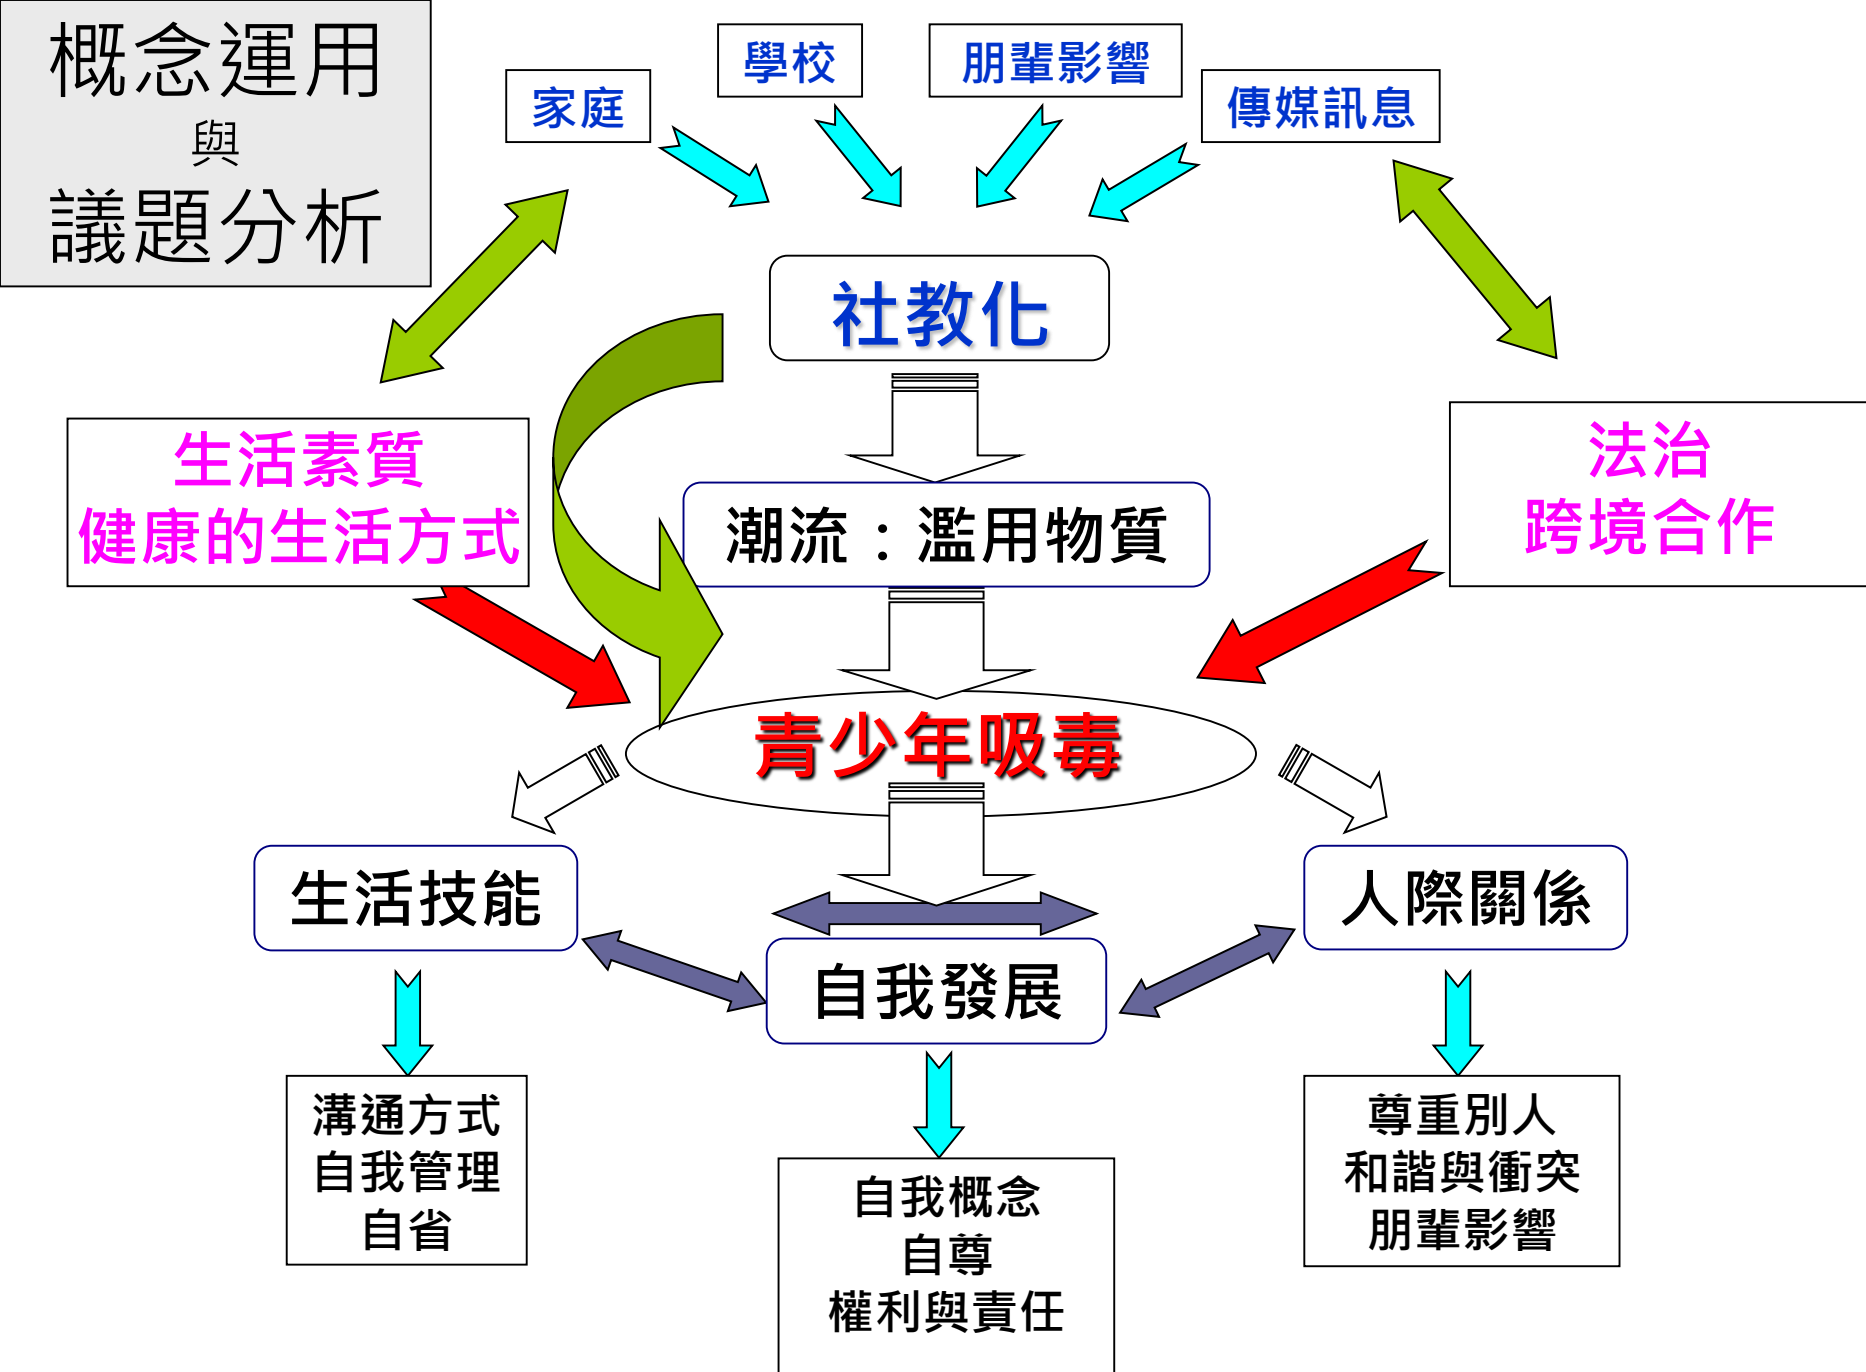 概念運用
與
議題分析
家庭
學校
朋輩影響
傳媒訊息
社教化
生活素質
健康的生活方式
潮流：濫用物質
法治
跨境合作
青少年吸毒
生活技能
自我發展
人際關係
溝通方式
自我管理
自省
自我概念
自尊
權利與責任
尊重別人
和諧與衝突
朋輩影響